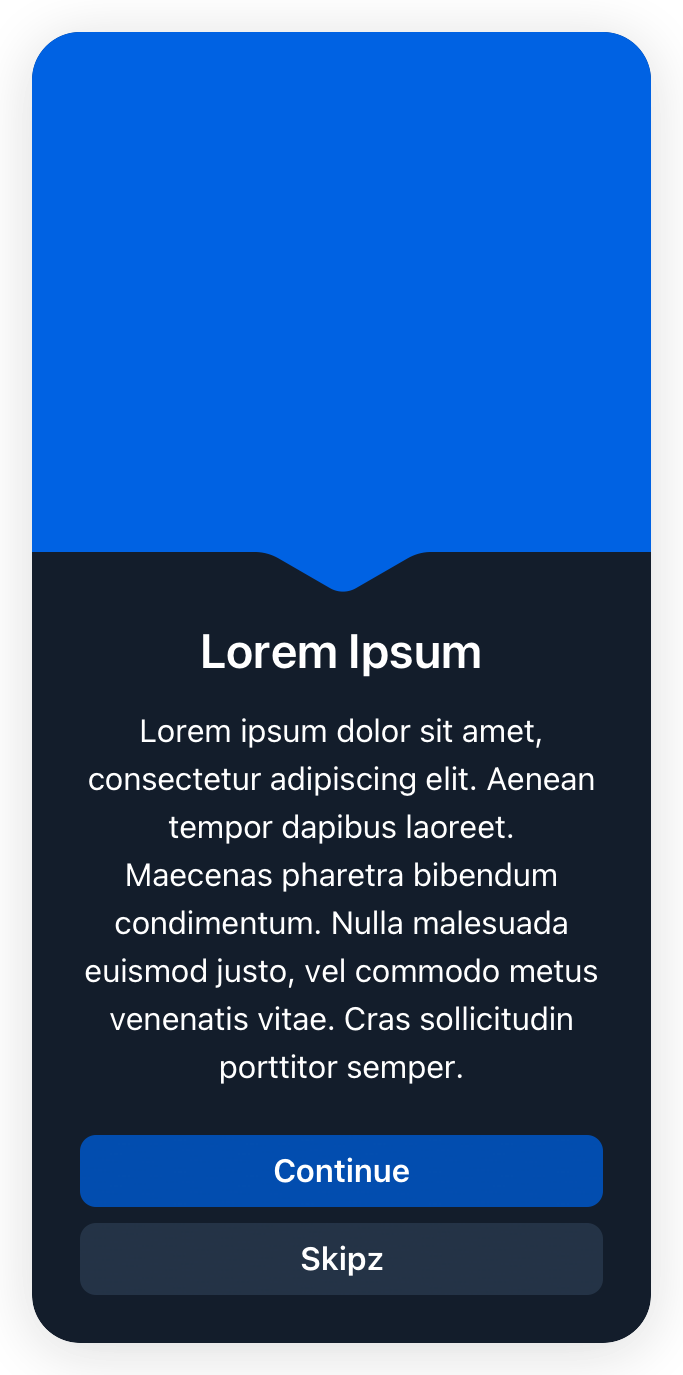 Lorem Ipsum
Lorem ipsum dolor sit amet,
consectetur adipiscing elit. Aenean
tempor dapibus laoreet.
Maecenas pharetra bibendum
condimentum. Nulla malesuada
euismod justo, vel commodo metus
venenatis vitae. Cras sollicitudin
porttitor semper.
Continue
Skipz